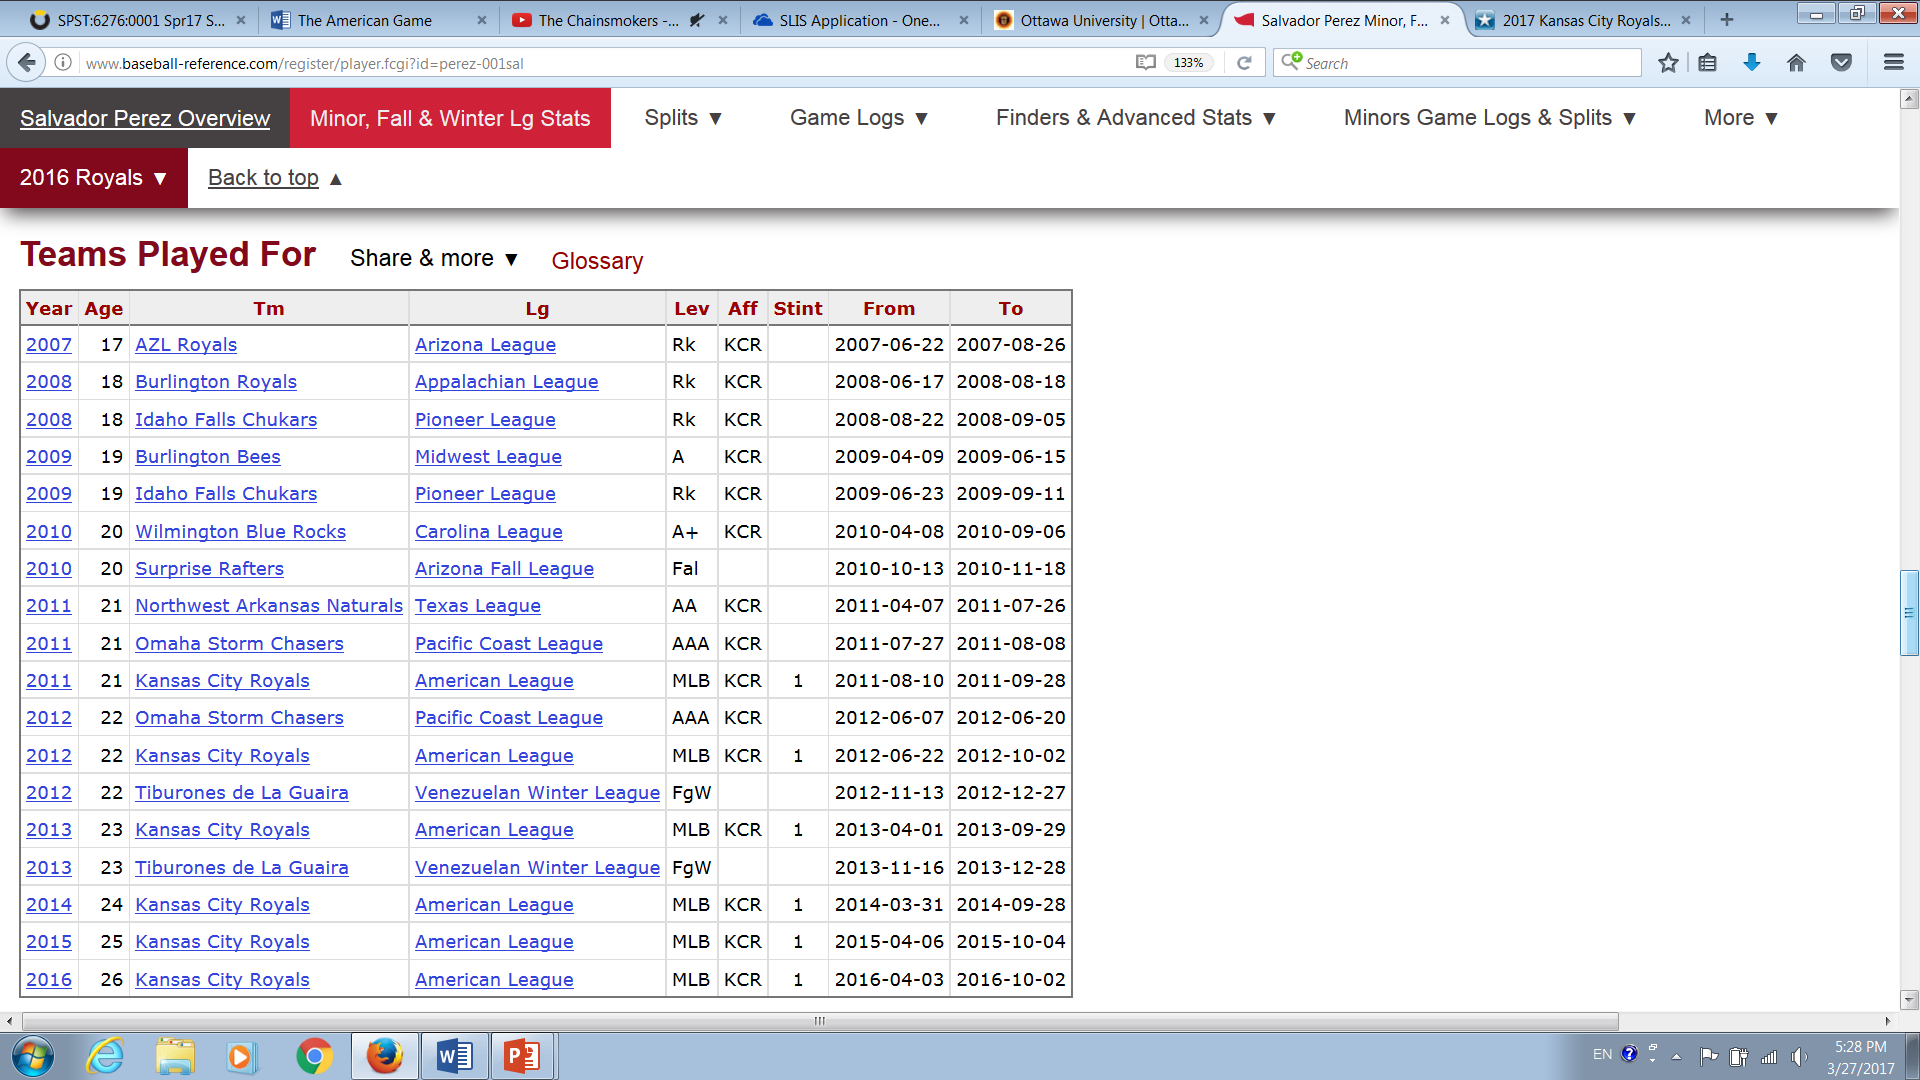 SPST:6276:0001 Spr17 S... The American Game The Chainsmokers -... SLIS Application - One... Ottawa University | Otta... Salvador Perez Minor, F... 2017 Kansas City Royals...
www.baseball-reference.com/register/player.fcgi?id=perez-001sal 133% Search
Salvador Perez Overview Minor, Fall & Winter Lg Stats Splits ▼ Game Logs ▼ Finders & Advanced Stats ▼ Minors Game Logs & Splits ▼ More ▼
2016 Royals ▼ Back to top ▲
Teams Played For Share & more ▼ Glossary
Year Age Tm Lg Lev Aff Stint From To
2007 17 AZL Royals Arizona League Rk KCR 2007-06-22 2007-08-26
2008 18 Burlington Royals Appalachian League Rk KCR 2008-06-17 2008-08-18
2008 18 Idaho Falls Chukars Pioneer League Rk KCR 2008-08-22 2008-09-05
2009 19 Burlington Bees Midwest League A KCR 2009-04-09 2009-06-15
2009 19 Idaho Falls Chukars Pioneer League Rk KCR 2009-06-23 2009-09-11
2010 20 Wilmington Blue Rocks Carolina League A+ KCR 2010-04-08 2010-09-06
2010 20 Surprise Rafters Arizona Fall League Fal 2010-10-13 2010-11-18
2011 21 Northwest Arkansas Naturals Texas League AA KCR 2011-04-07 2011-07-26
2011 21 Omaha Storm Chasers Pacific Coast League AAA KCR 2011-07-27 2011-08-08
2011 21 Kansas City Royals American League MLB KCR 1 2011-08-10 2011-09-28
2012 22 Omaha Storm Chasers Pacific Coast League AAA KCR 2012-06-07 2012-06-20
2012 22 Kansas City Royals American League MLB KCR 1 2012-06-22 2012-10-02
2012 22 Tiburones de La Guaira Venezuelan Winter League FgW 2012-11-13 2012-12-27
2013 23 Kansas City Royals American League MLB KCR 1 2013-04-01 2013-09-29
2013 23 Tiburones de La Guaira Venezuelan Winter League FgW 2013-11-16 2013-12-28
2014 24 Kansas City Royals American League MLB KCR 1 2014-03-31 2014-09-28
2015 25 Kansas City Royals American League MLB KCR 1 2015-04-06 2015-10-04
2016 26 Kansas City Royals American League MLB KCR 1 2016-04-03 2016-10-02
EN 5:28 PM
3/27/2017